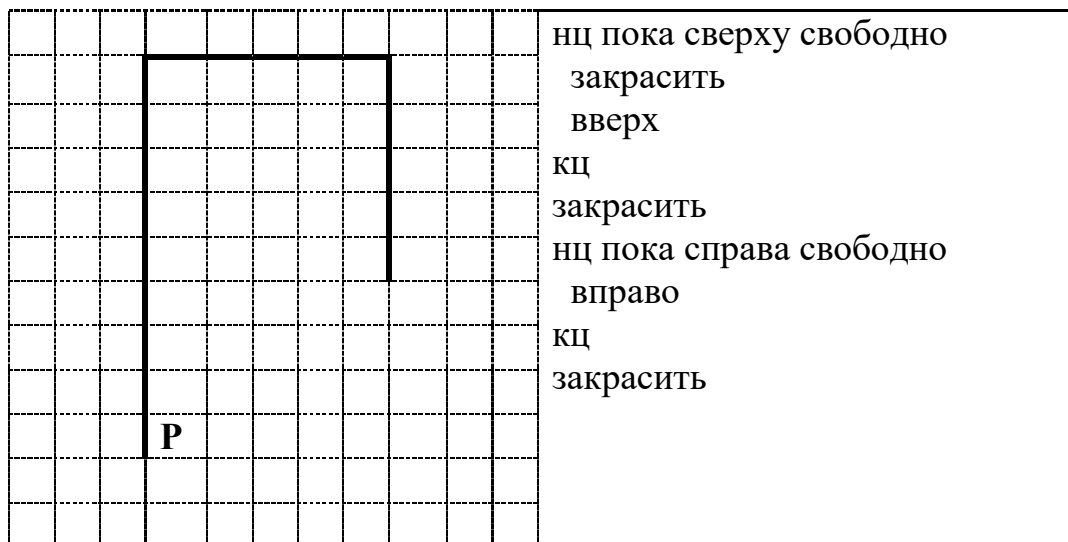 нц пока сверху свободно
закрасить
вверх
кц
закрасить
нц пока справа свободно
вправо
кц
закрасить
Р